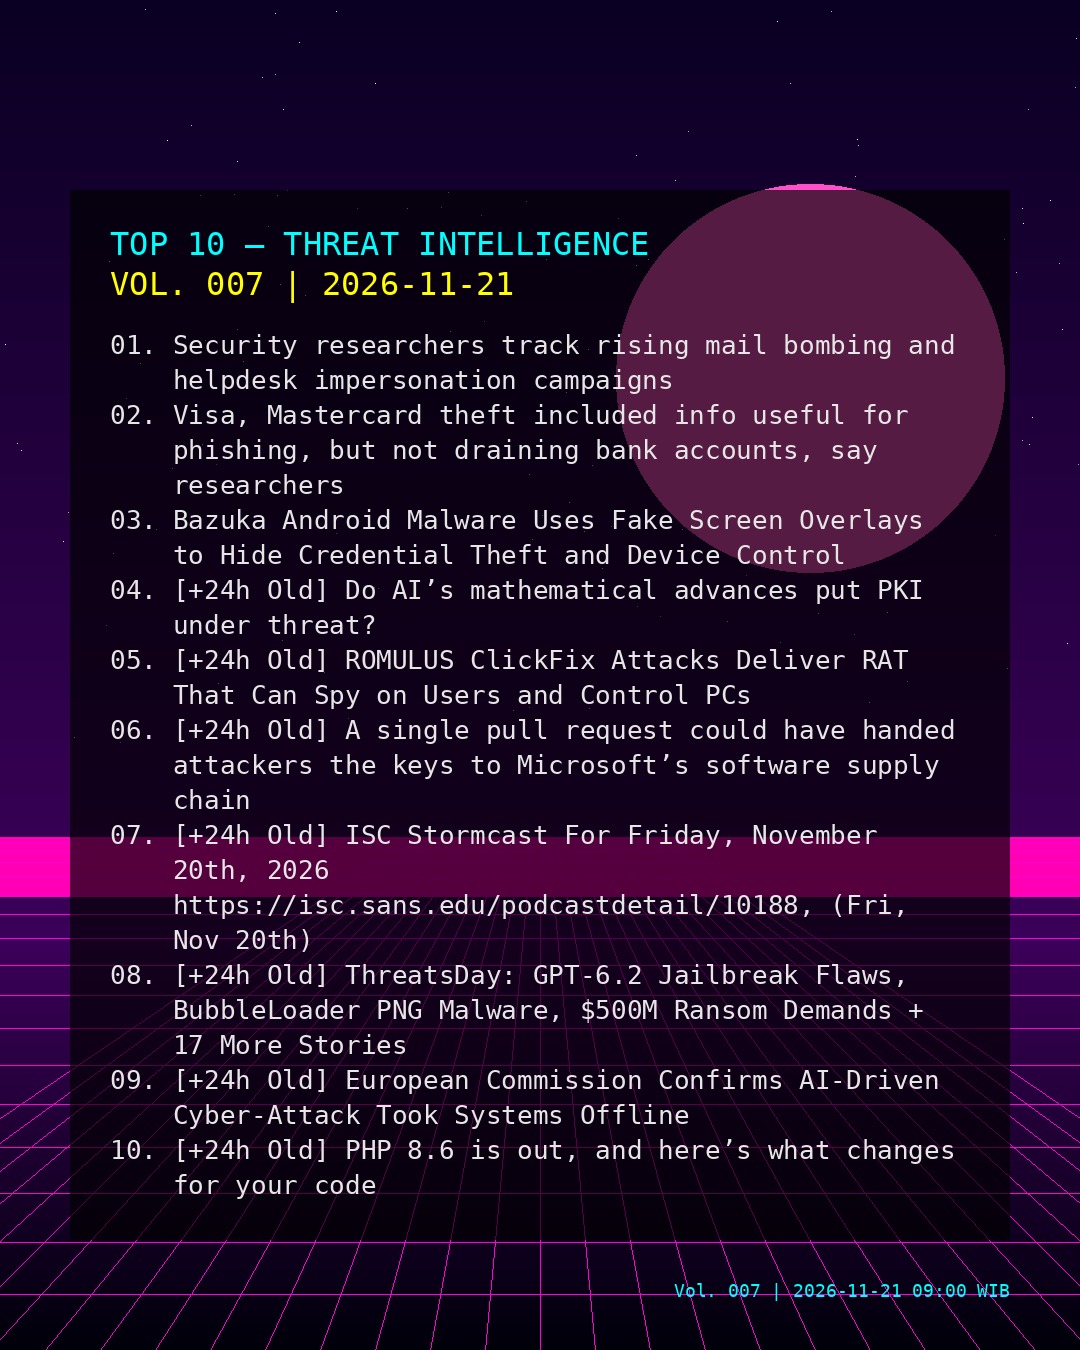 TOP 10 — THREAT INTELLIGENCE
VOL. 007 | 2026-11-21
01. Security researchers track rising mail bombing and
helpdesk impersonation campaigns
02. Visa, Mastercard theft included info useful for
phishing, but not draining bank accounts, say
researchers
03. Bazuka Android Malware Uses Fake Screen Overlays
to Hide Credential Theft and Device Control
04. [+24h Old] Do AI’s mathematical advances put PKI
under threat?
05. [+24h Old] ROMULUS ClickFix Attacks Deliver RAT
That Can Spy on Users and Control PCs
06. [+24h Old] A single pull request could have handed
attackers the keys to Microsoft’s software supply
chain
07. [+24h Old] ISC Stormcast For Friday, November
20th, 2026
https://isc.sans.edu/podcastdetail/10188, (Fri,
Nov 20th)
08. [+24h Old] ThreatsDay: GPT-6.2 Jailbreak Flaws,
BubbleLoader PNG Malware, $500M Ransom Demands +
17 More Stories
09. [+24h Old] European Commission Confirms AI-Driven
Cyber-Attack Took Systems Offline
10. [+24h Old] PHP 8.6 is out, and here’s what changes
for your code
Vol. 007 | 2026-11-21 09:00 WIB